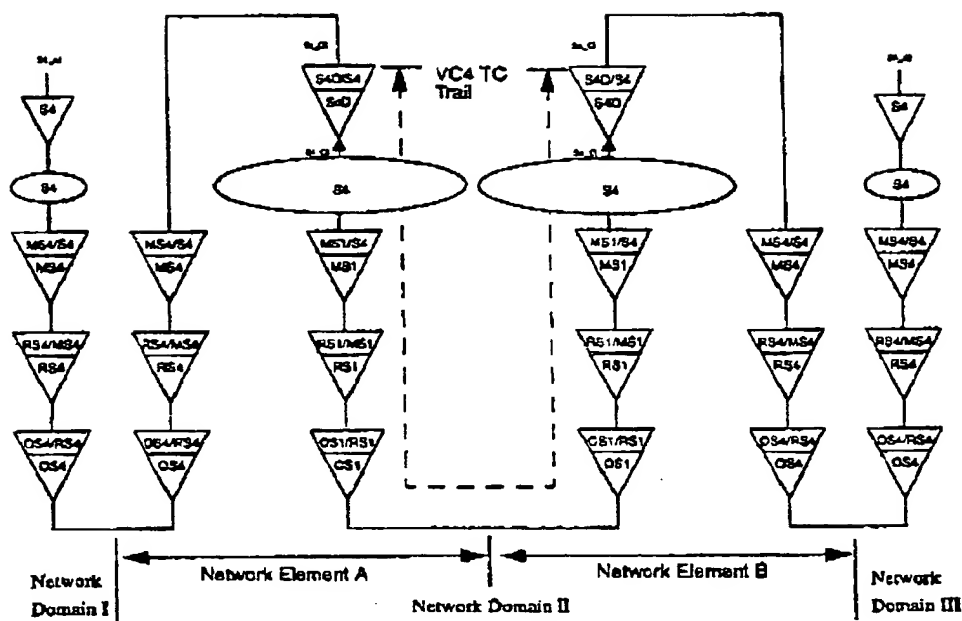 VC4 TC
Trail
S4D/S4
S4D
S4D/S4
S4D
S4
S4
S4
S4
S4
S4
MS4/S4
MS4
MS4/S4
MS4
MS1/S4
MS1
MS1/S4
MS1
MS4/S4
MS4
MS4/S4
MS4
RS4/MS4
RS4
RS4/MS4
RS4
RS1/MS1
RS1
RS1/MS1
RS1
RS4/MS4
RS4
RS4/MS4
RS4
OS4/RS4
OS4
OS4/RS4
OS4
OS1/RS1
OS1
OS1/RS1
OS1
OS4/RS4
OS4
OS4/RS4
OS4
Network Element A
Network Element B
Network
Domain I
Network Domain II
Network
Domain III